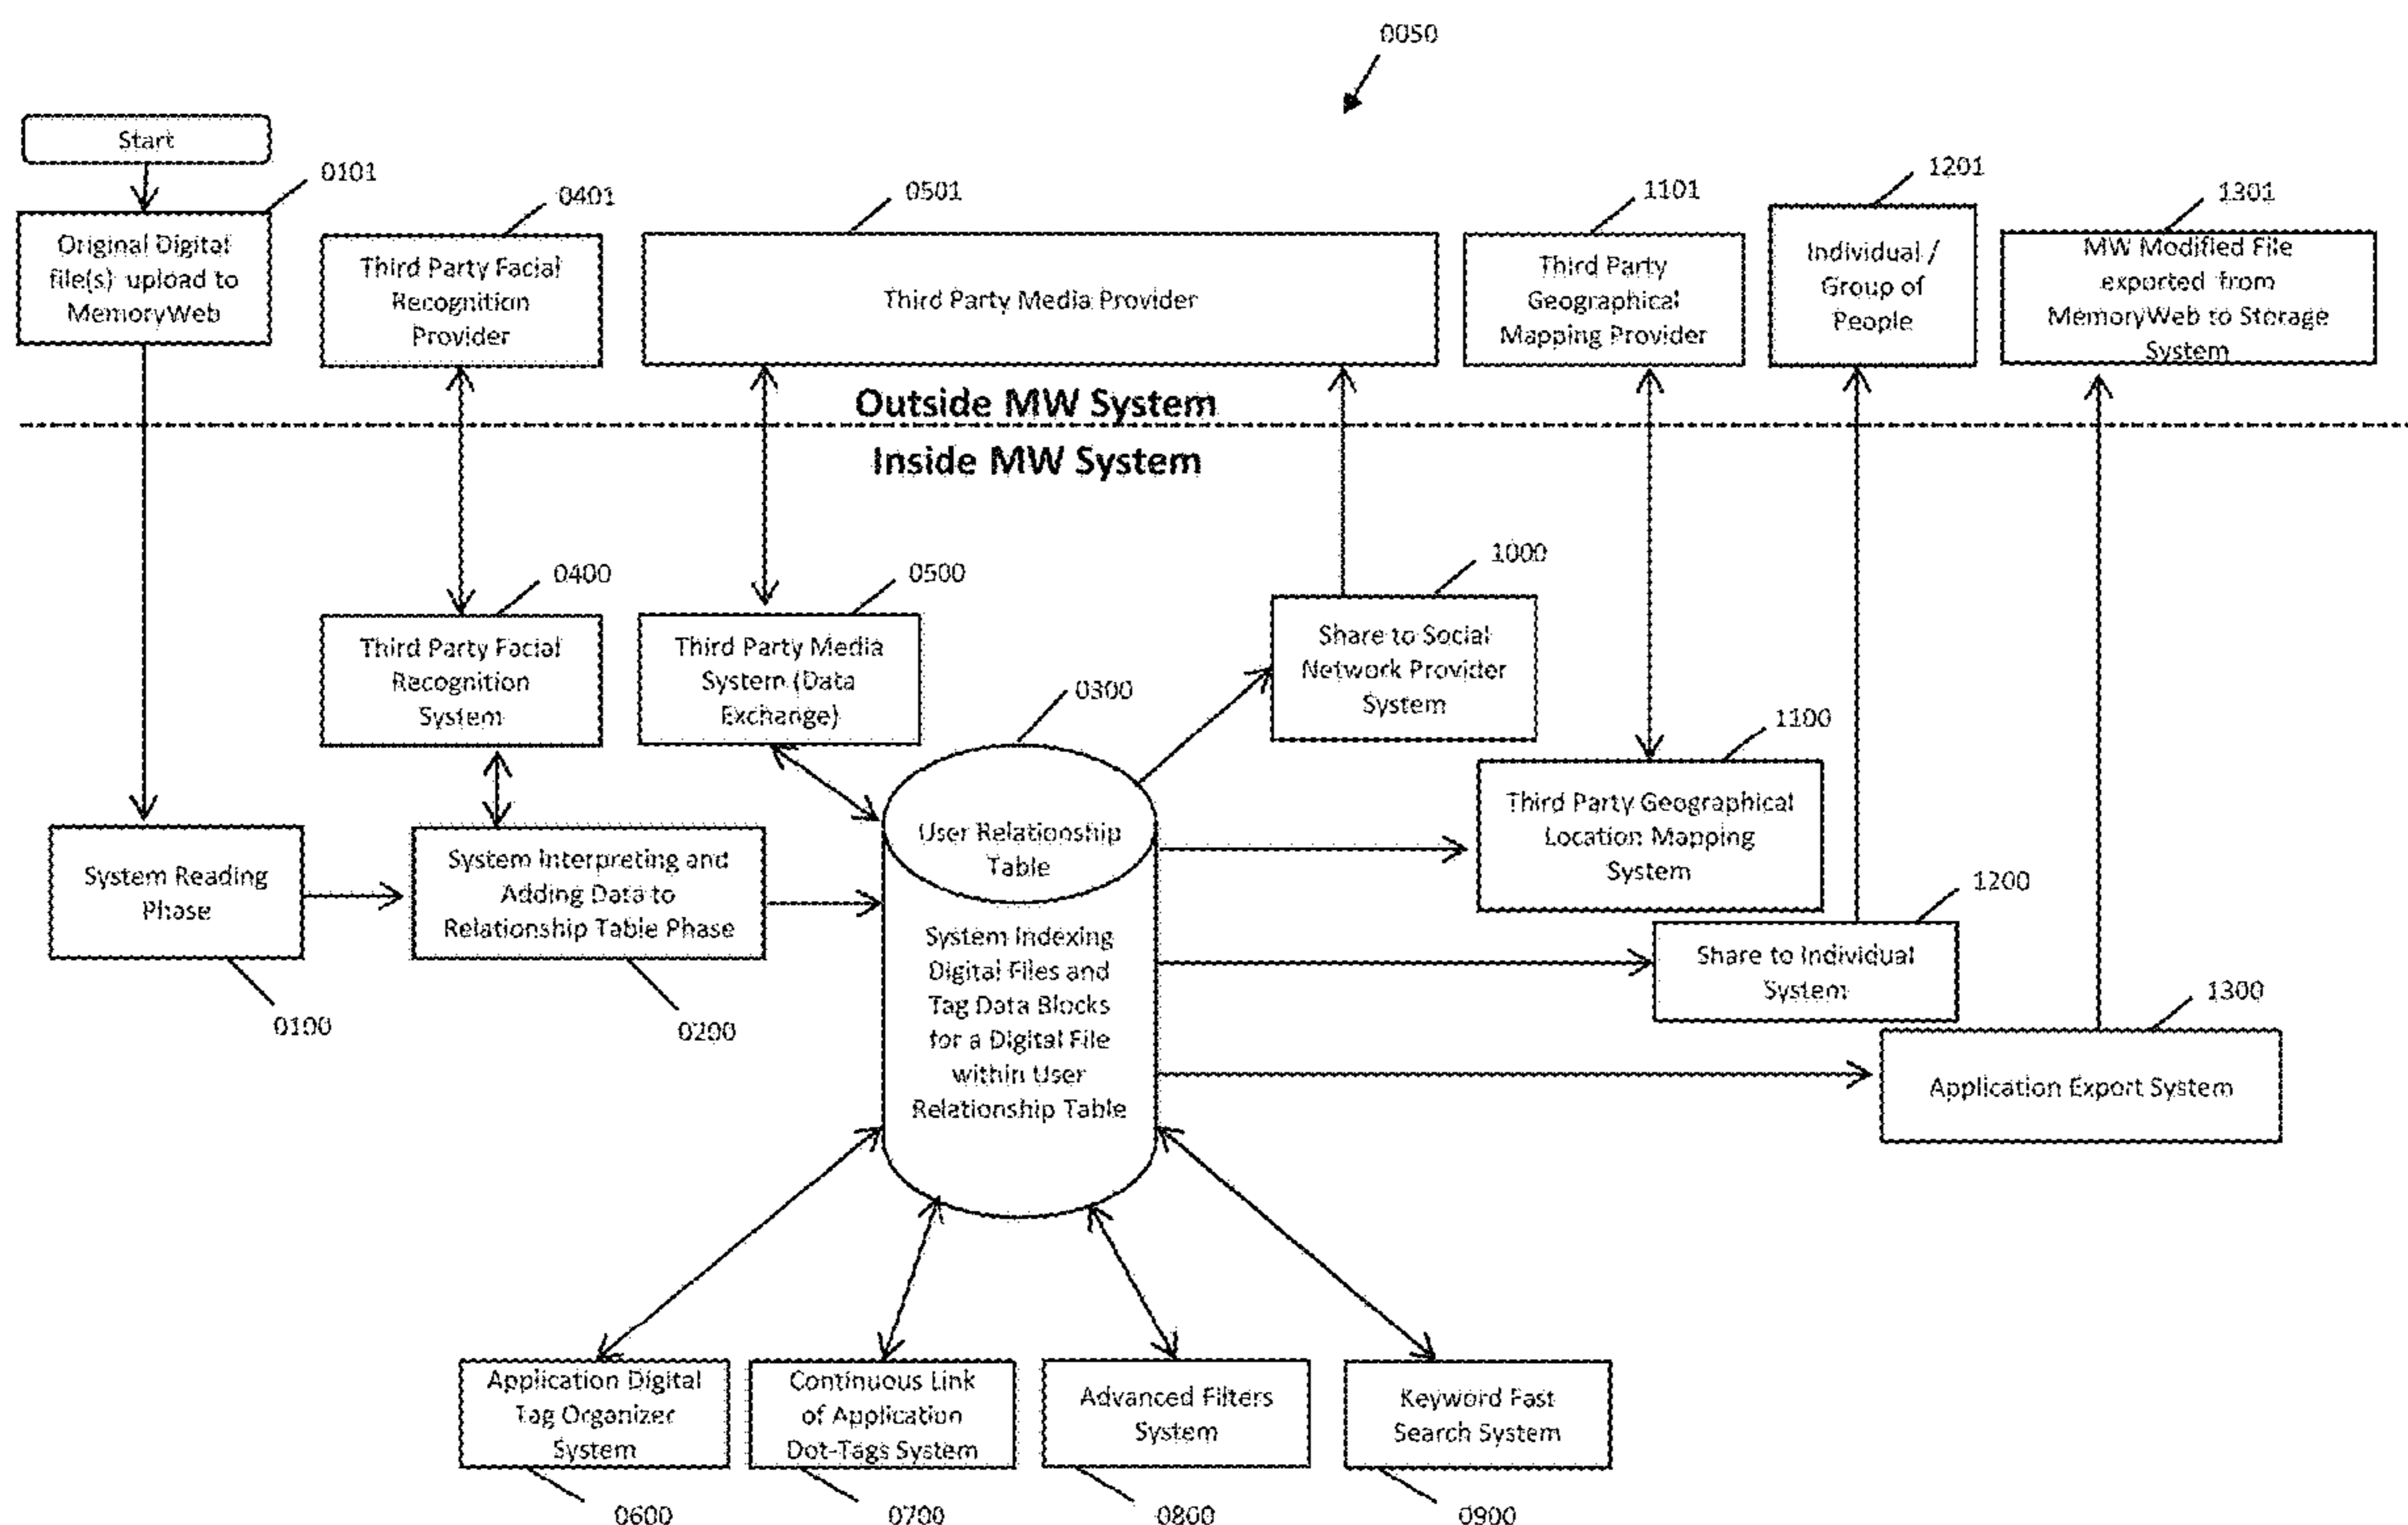 0050
Start
0101
0401
0501
1101
1201
1301
Original Digital
file(s) upload to
MemoryWeb
Third Party Facial
Recognition
Provider
Third Party Media Provider
Third Party
Geographical
Mapping Provider
Individual /
Group of
People
MW Modified File
exported from
MemoryWeb to Storage
System
Outside MW System
Inside MW System
0400
0500
1000
Third Party Facial
Recognition
System
Third Party Media
System (Data
Exchange)
Share to Social
Network Provider
System
0300
1100
Third Party Geographical
Location Mapping
System
System Reading
Phase
System Interpreting and
Adding Data to
Relationship Table Phase
User Relationship
Table
System Indexing
Digital Files and
Tag Data Blocks
for a Digital File
within User
Relationship Table
1200
Share to Individual
System
0100
0200
1300
Application Export System
Application Digital
Tag Organizer
System
Continuous Link
of Application
Dot-Tags System
Advanced Filters
System
Keyword Fast
Search System
0600
0700
0800
0900